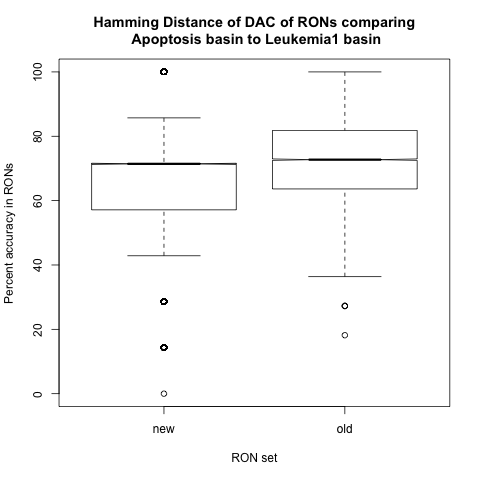 Hamming Distance of DAC of RONs comparing
Apoptosis basin to Leukemia1 basin
Percent accuracy in RONs
100
80
60
40
20
0
new
old
RON set